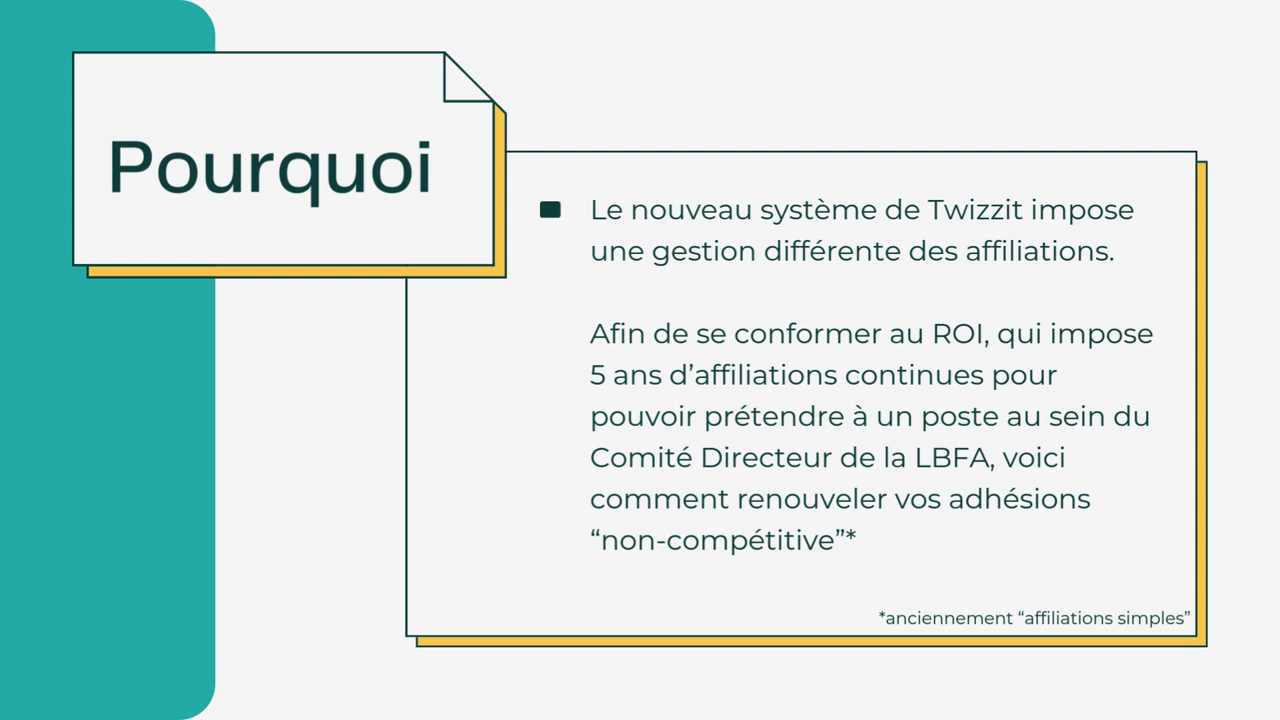 Pourquoi
Le nouveau système de Twizzit impose
une gestion différente des affiliations.
Afin de se conformer au ROI, qui impose
5 ans d’affiliations continues pour
pouvoir prétendre à un poste au sein du
Comité Directeur de la LBFA, voici
comment renouveler vos adhésions
“non-compétitive”*
*anciennement “affiliations simples”